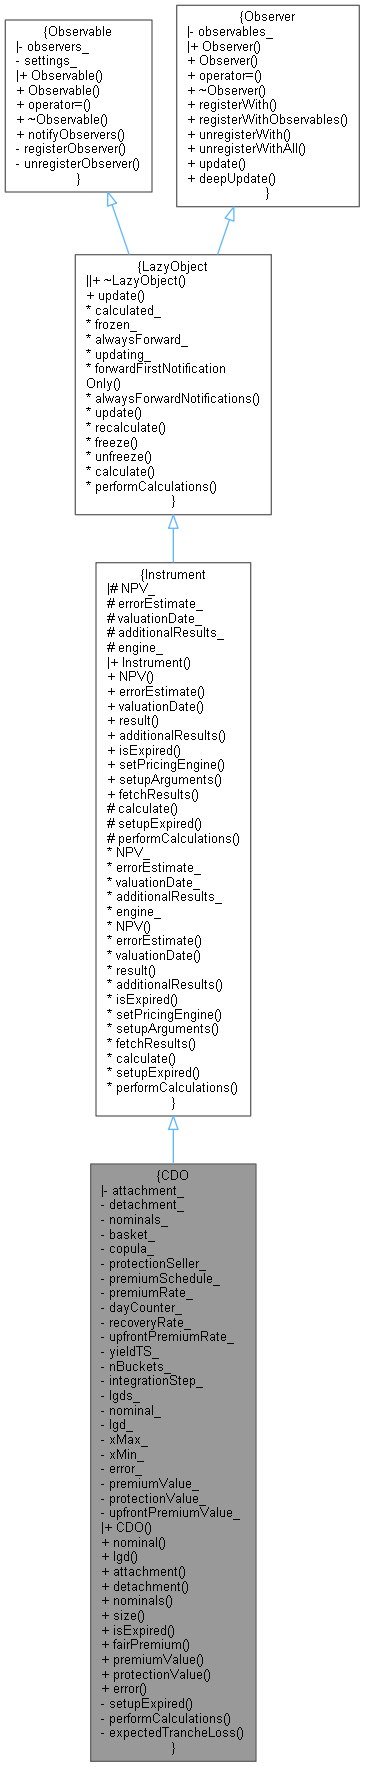 {Observable
|- observers_
- settings_
|+ Observable()
+ Observable()
+ operator=()
+ ~Observable()
+ notifyObservers()
- registerObserver()
- unregisterObserver()
}
{Observer
|- observables_
|+ Observer()
+ Observer()
+ operator=()
+ ~Observer()
+ registerWith()
+ registerWithObservables()
+ unregisterWith()
+ unregisterWithAll()
+ update()
+ deepUpdate()
}
{LazyObject
||+ ~LazyObject()
+ update()
* calculated_
* frozen_
* alwaysForward_
* updating_
* forwardFirstNotification
Only()
* alwaysForwardNotifications()
* update()
* recalculate()
* freeze()
* unfreeze()
* calculate()
* performCalculations()
}
{Instrument
|# NPV_
# errorEstimate_
# valuationDate_
# additionalResults_
# engine_
|+ Instrument()
+ NPV()
+ errorEstimate()
+ valuationDate()
+ result()
+ additionalResults()
+ isExpired()
+ setPricingEngine()
+ setupArguments()
+ fetchResults()
# calculate()
# setupExpired()
# performCalculations()
* NPV_
* errorEstimate_
* valuationDate_
* additionalResults_
* engine_
* NPV()
* errorEstimate()
* valuationDate()
* result()
* additionalResults()
* isExpired()
* setPricingEngine()
* setupArguments()
* fetchResults()
* calculate()
* setupExpired()
* performCalculations()
}
{CDO
|- attachment_
- detachment_
- nominals_
- basket_
- copula_
- protectionSeller_
- premiumSchedule_
- premiumRate_
- dayCounter_
- recoveryRate_
- upfrontPremiumRate_
- yieldTS_
- nBuckets_
- integrationStep_
- lgds_
- nominal_
- lgd_
- xMax_
- xMin_
- error_
- premiumValue_
- protectionValue_
- upfrontPremiumValue_
|+ CDO()
+ nominal()
+ lgd()
+ attachment()
+ detachment()
+ nominals()
+ size()
+ isExpired()
+ fairPremium()
+ premiumValue()
+ protectionValue()
+ error()
- setupExpired()
- performCalculations()
- expectedTrancheLoss()
}